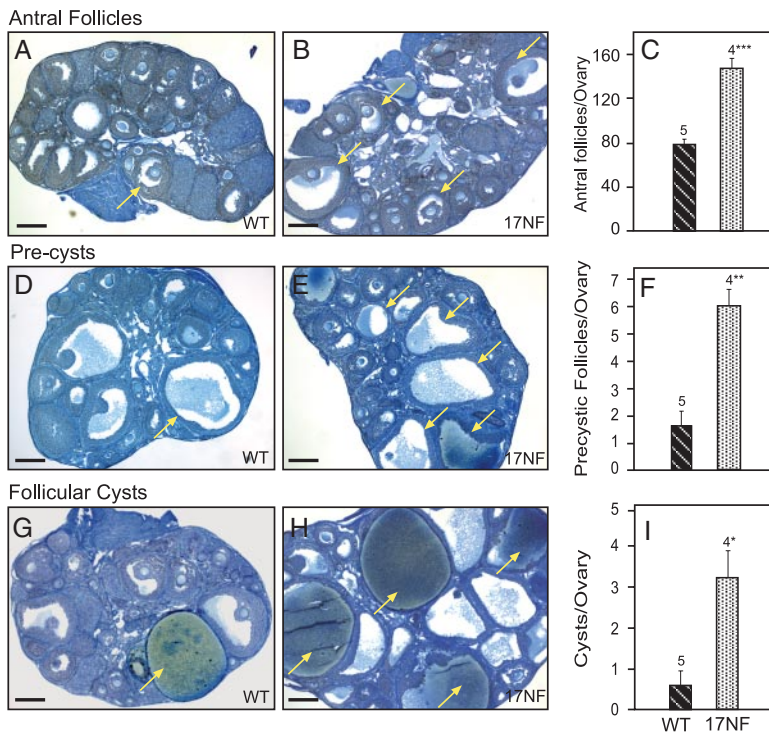 Antral Follicles
A
WT
B
17NF
C
Antral follicles/Ovary
160
120
80
40
0
5
4***
Pre-cysts
D
WT
E
17NF
F
Precystic Follicles/Ovary
7
6
5
4
3
2
1
0
5
4**
Follicular Cysts
G
WT
H
17NF
I
Cysts/Ovary
5
4
3
2
1
0
5
4*
WT 17NF